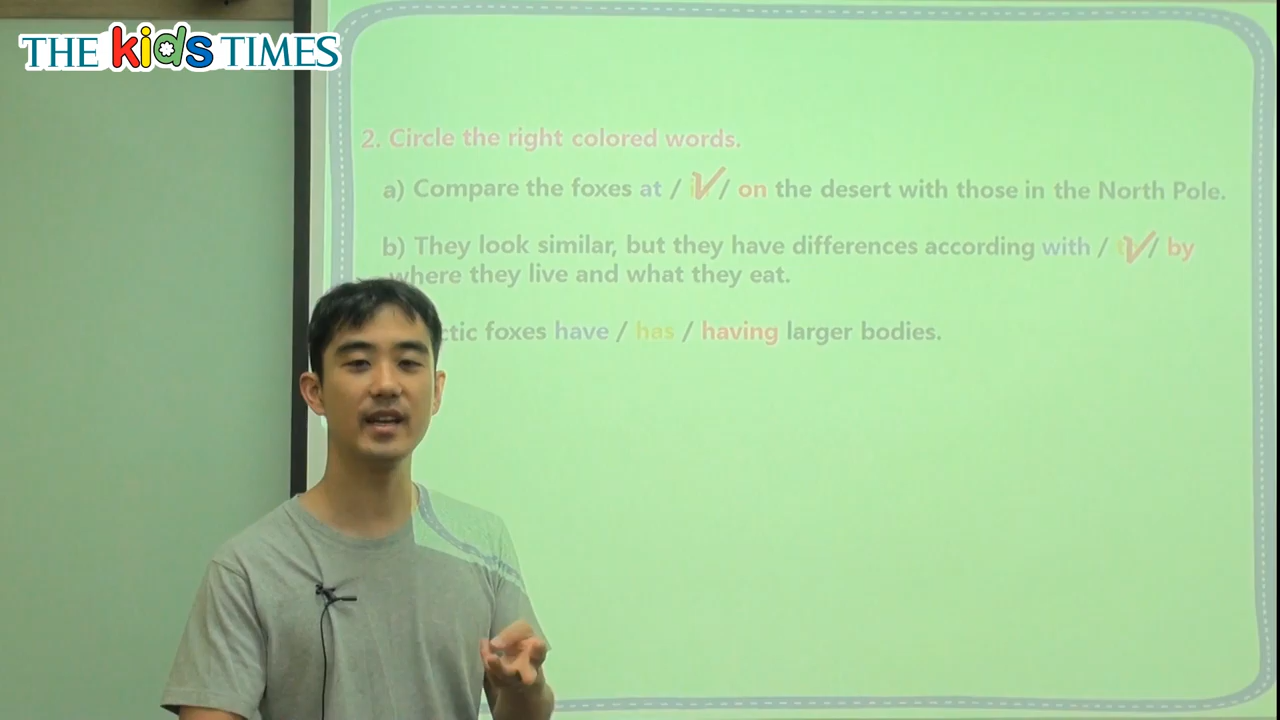 THE kids TIMES
2. Circle the right colored words.
a) Compare the foxes at / / on the desert with those in the North Pole.
b) They look similar, but they have differences according with / / by
where they live and what they eat.
foxes have / has / having larger bodies.